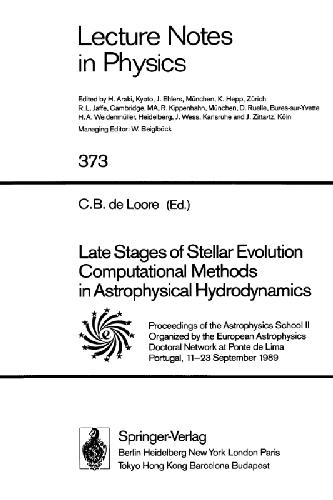 Lecture Notes
in Physics
Edited by H. Araki, Kyoto, J. Ehlers, München, K. Hepp, Zürich
R. L. Jaffe, Cambridge, MA, R. Kippenhahn, München, D. Ruelle, Bures-sur-Yvette
H. A. Weidenmüller, Heidelberg, J. Wess, Karlsruhe and J. Zittartz, Köln
Managing Editor: W. Beiglböck
373
C.B. de Loore (Ed.)
Late Stages of Stellar Evolution
Computational Methods
in Astrophysical Hydrodynamics
Proceedings of the Astrophysics School II
Organized by the European Astrophysics
Doctoral Network at Ponte de Lima
Portugal, 11–23 September 1989
Springer-Verlag
Berlin Heidelberg New York London Paris
Tokyo Hong Kong Barcelona Budapest